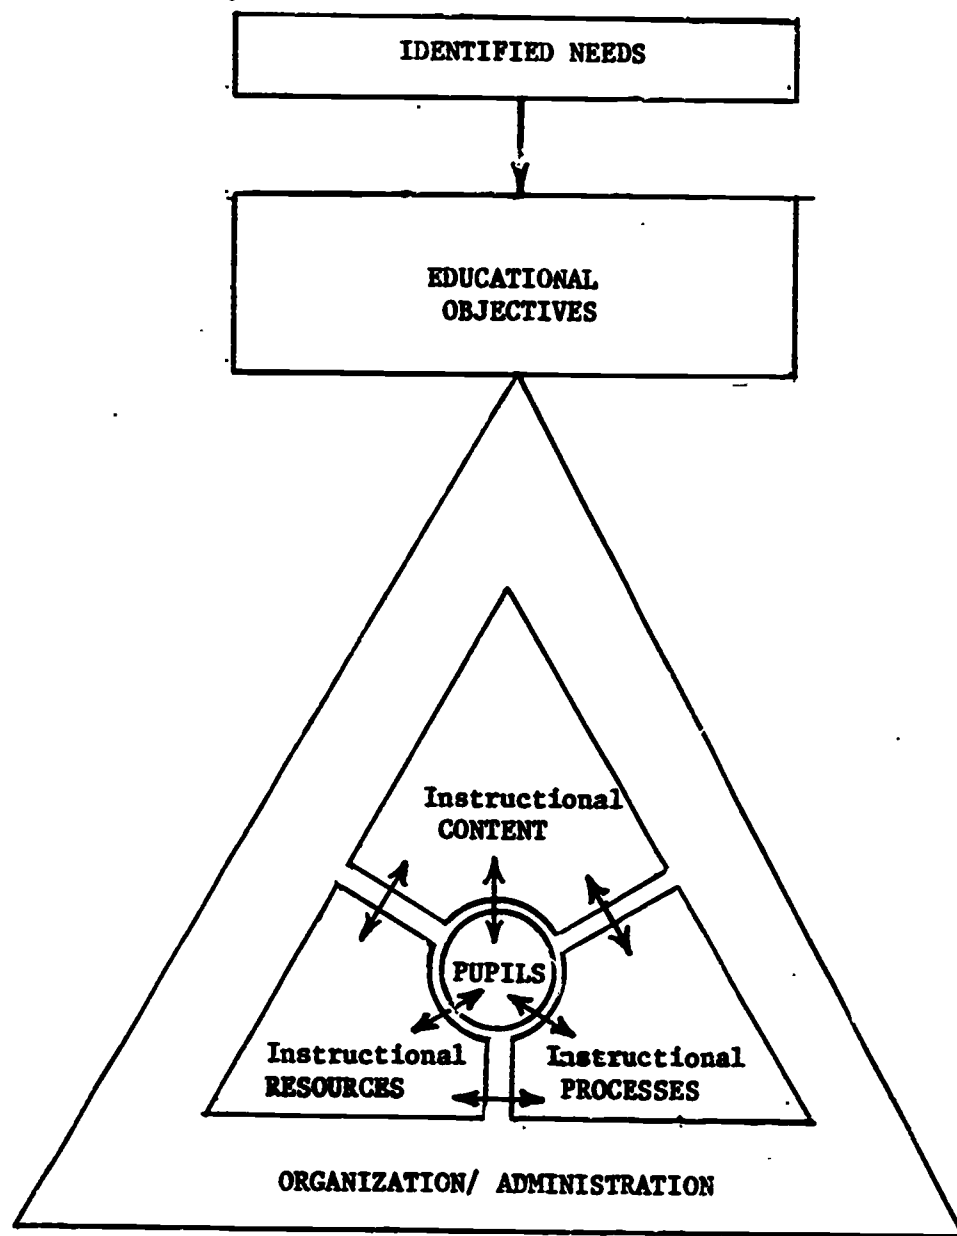 IDENTIFIED NEEDS
EDUCATIONAL
OBJECTIVES
Instructional
CONTENT
PUPILS
Instructional
RESOURCES
Instructional
PROCESSES
ORGANIZATION/ ADMINISTRATION